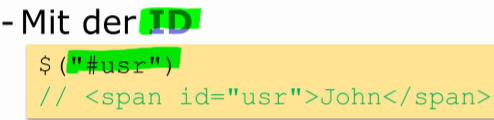 - Mit der ID
$("#usr")
// <span id="usr">John</span>